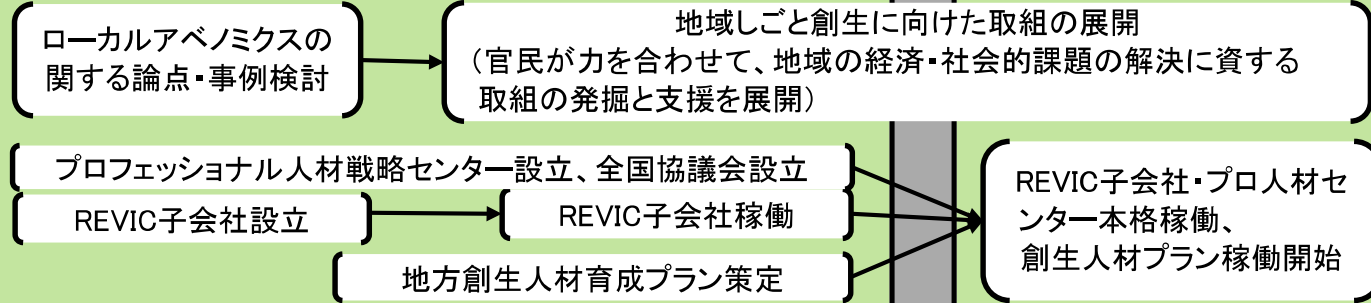 ローカルアベノミクスの
関する論点・事例検討
地域しごと創生に向けた取組の展開
（官民が力を合わせて、地域の経済・社会的課題の解決に資する
取組の発掘と支援を展開）
プロフェッショナル人材戦略センター設立、全国協議会設立
REVIC子会社設立
REVIC子会社稼働
地方創生人材育成プラン策定
REVIC子会社・プロ人材セ
ンター本格稼働、
創生人材プラン稼働開始